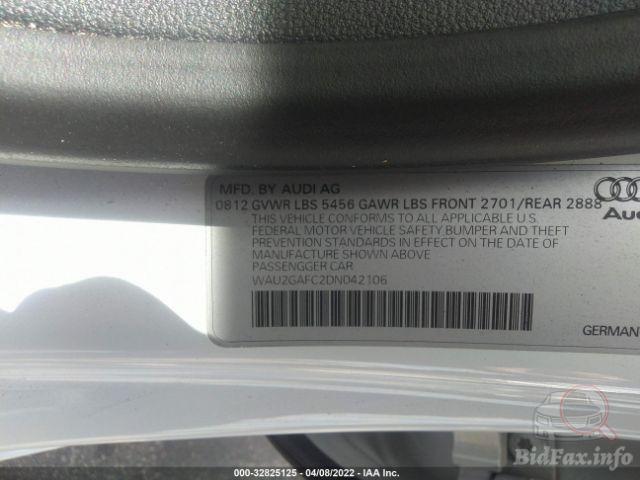 MFD. BY AUDI AG
0812 GVWR LBS 5456 GAWR LBS FRONT 2701/REAR 2888
THIS VEHICLE CONFORMS TO ALL APPLICABLE U.S.
FEDERAL MOTOR VEHICLE SAFETY BUMPER AND THEFT
PREVENTION STANDARDS IN EFFECT ON THE DATE OF
MANUFACTURE SHOWN ABOVE
PASSENGGER CAR
WAU2GAFC2DN042106
Aud
GERMANY
BidFax.info
000-32825125 - 04/08/2022 - IAA Inc.